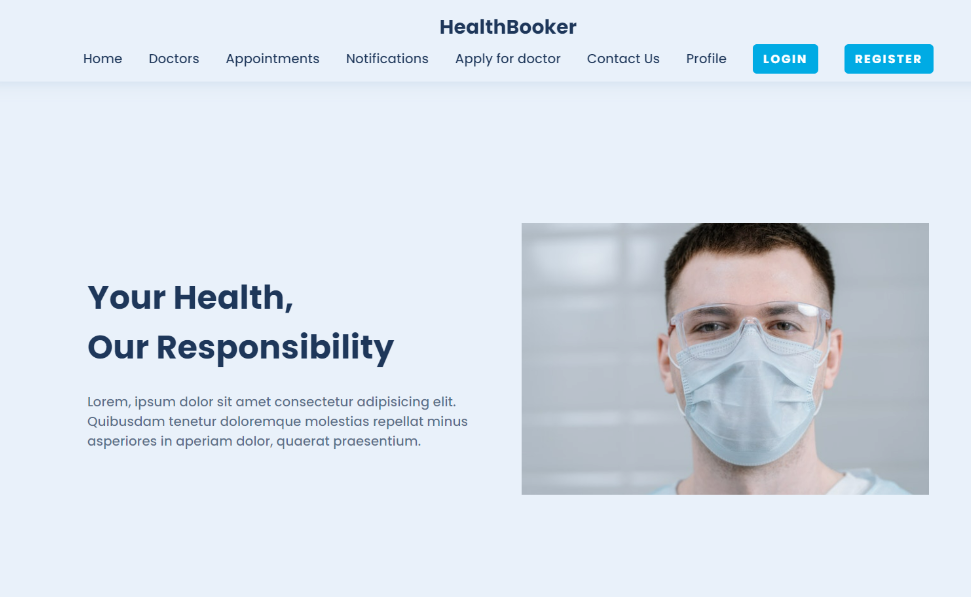 HealthBooker
Home Doctors Appointments Notifications Apply for doctor Contact Us Profile LOGIN REGISTER
Your Health,
Our Responsibility
Lorem, ipsum dolor sit amet consectetur adipisicing elit.
Quibusdam tenetur doloremque molestias repellat minus
asperiores in aperiam dolor, quaerat praesentium.